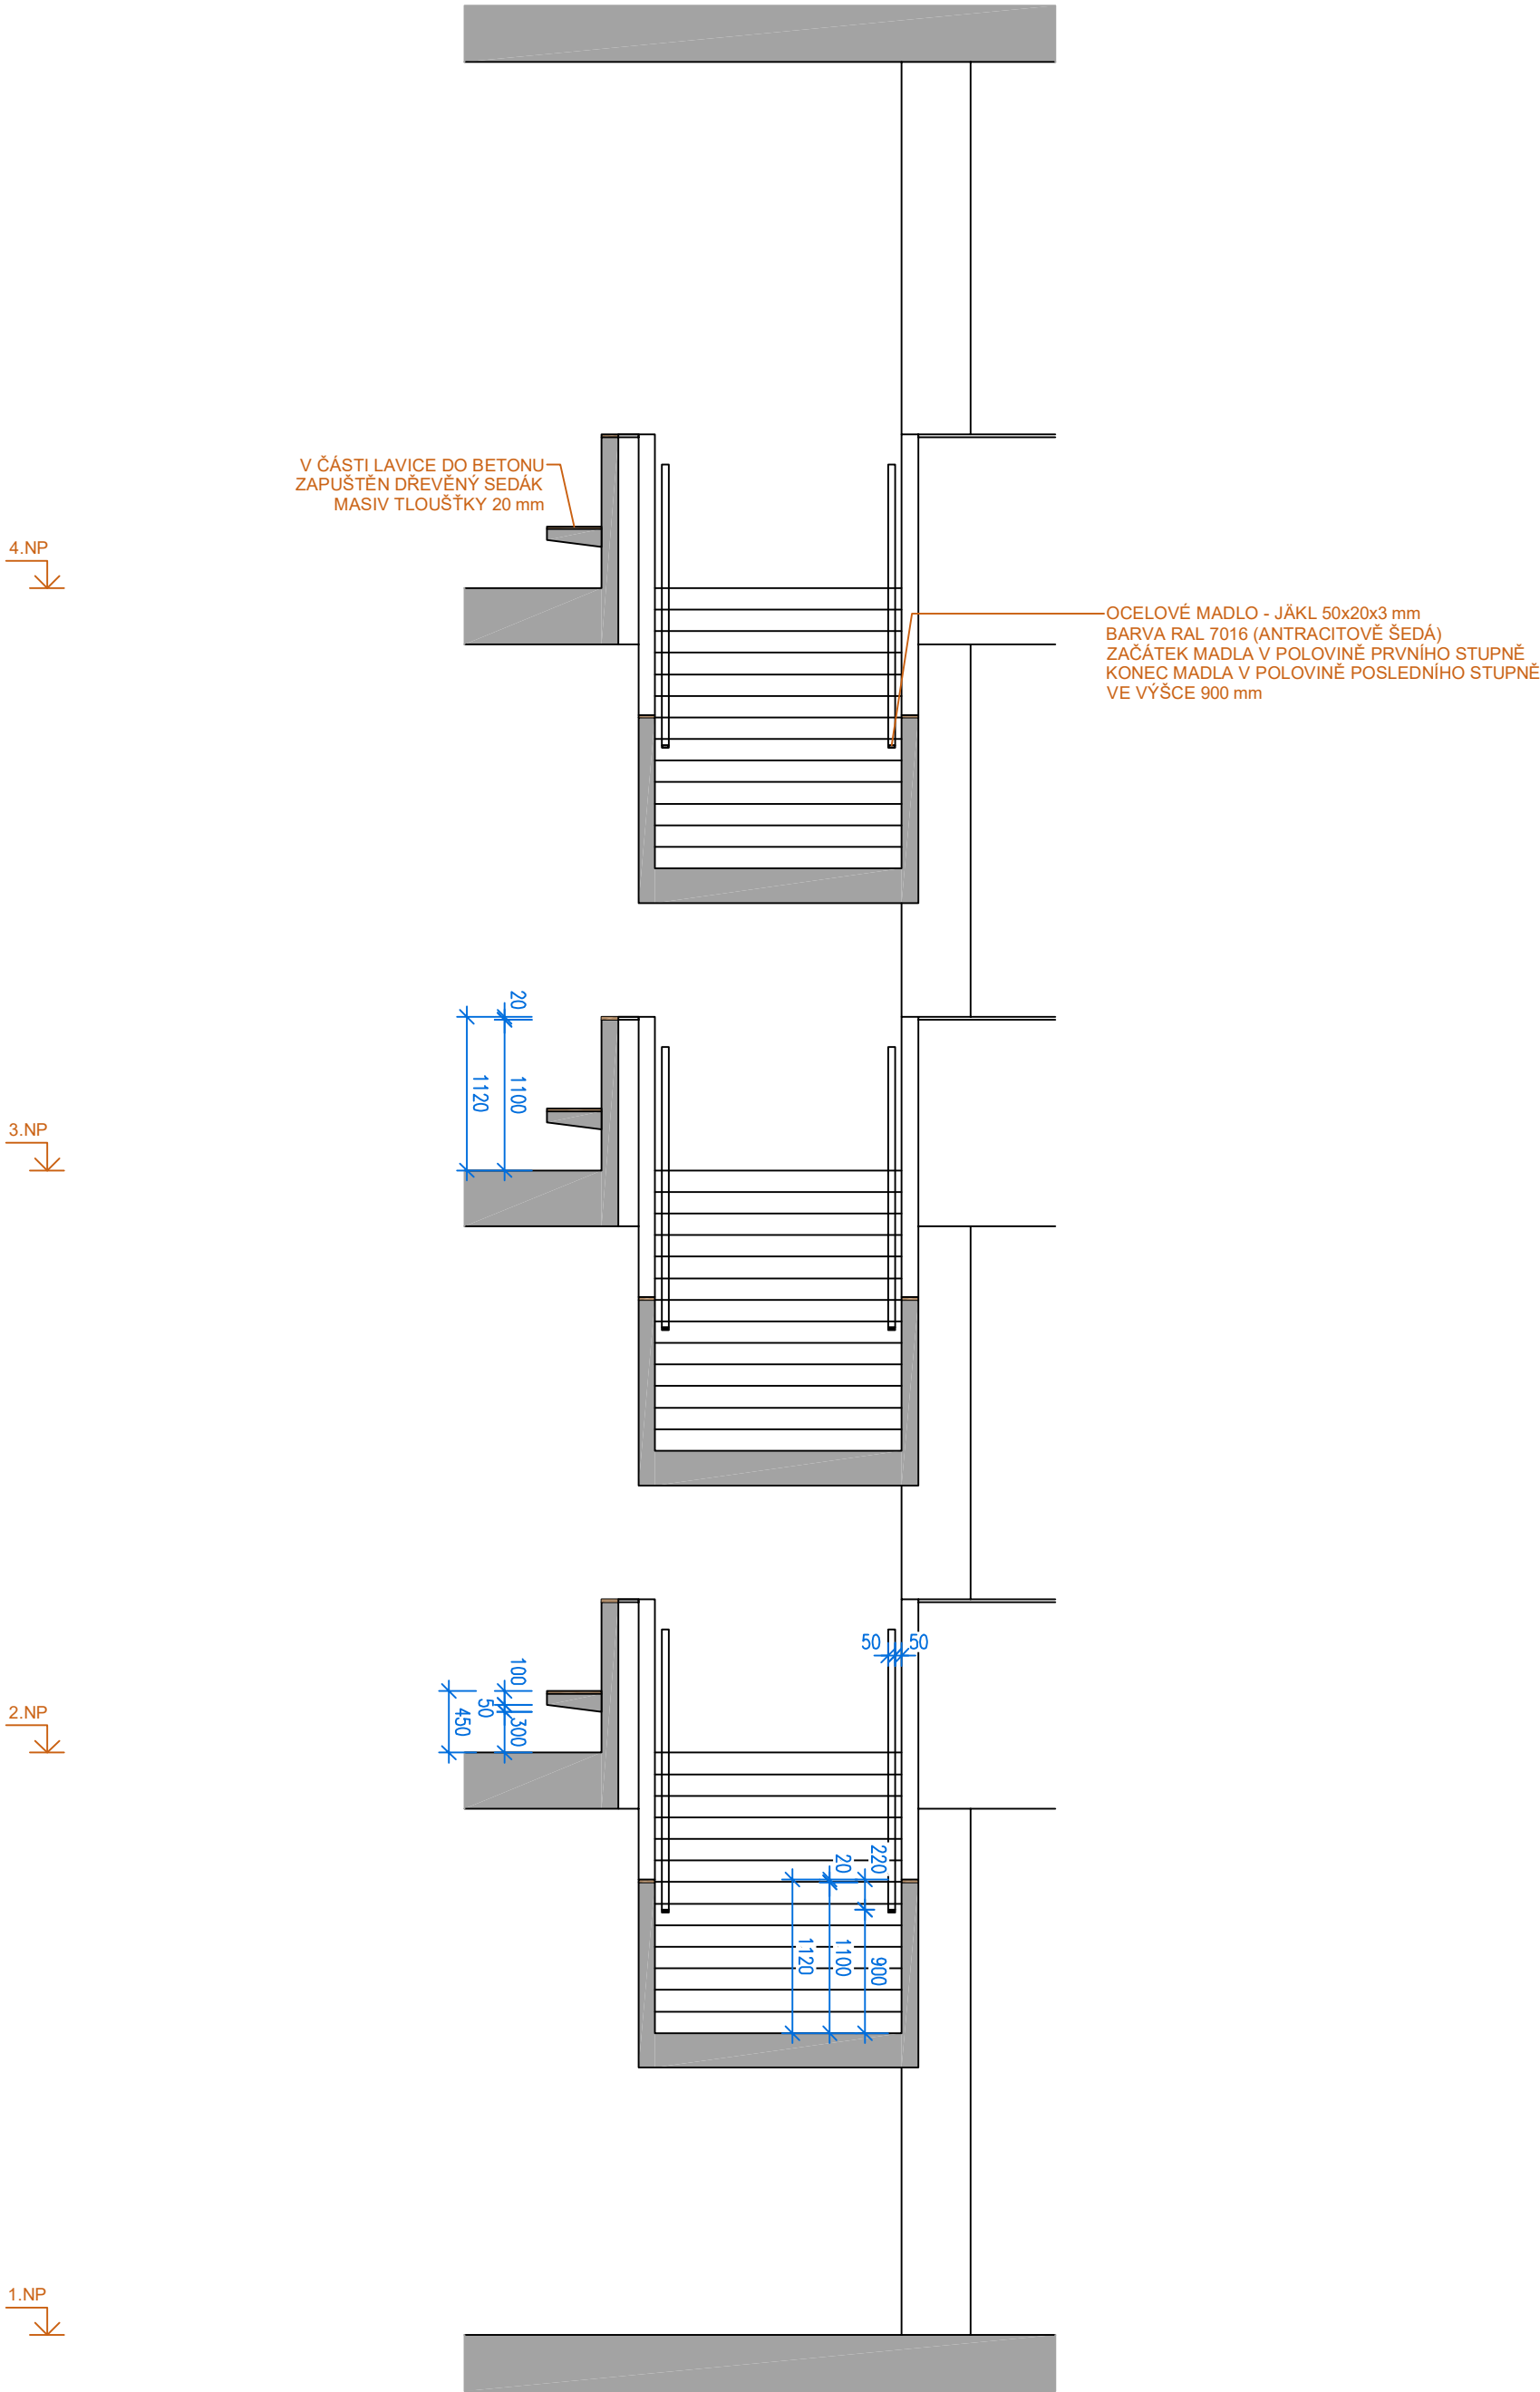 V ČÁSTI LAVICE DO BETONU
ZAPUŠTĚN DŘEVĚNÝ SEDÁK
MASIV TLOUŠŤKY 20 mm
4.NP
OCELOVÉ MADLO - JÄKL 50x20x3 mm
BARVA RAL 7016 (ANTRACITOVĚ ŠEDÁ)
ZAČÁTEK MADLA V POLOVINĚ PRVNÍHO STUPNĚ
KONEC MADLA V POLOVINĚ POSLEDNÍHO STUPNĚ
VE VÝŠCE 900 mm
20
1120
1100
3.NP
50
50
100
50
450
300
2.NP
220
20
1120
1100
900
1.NP